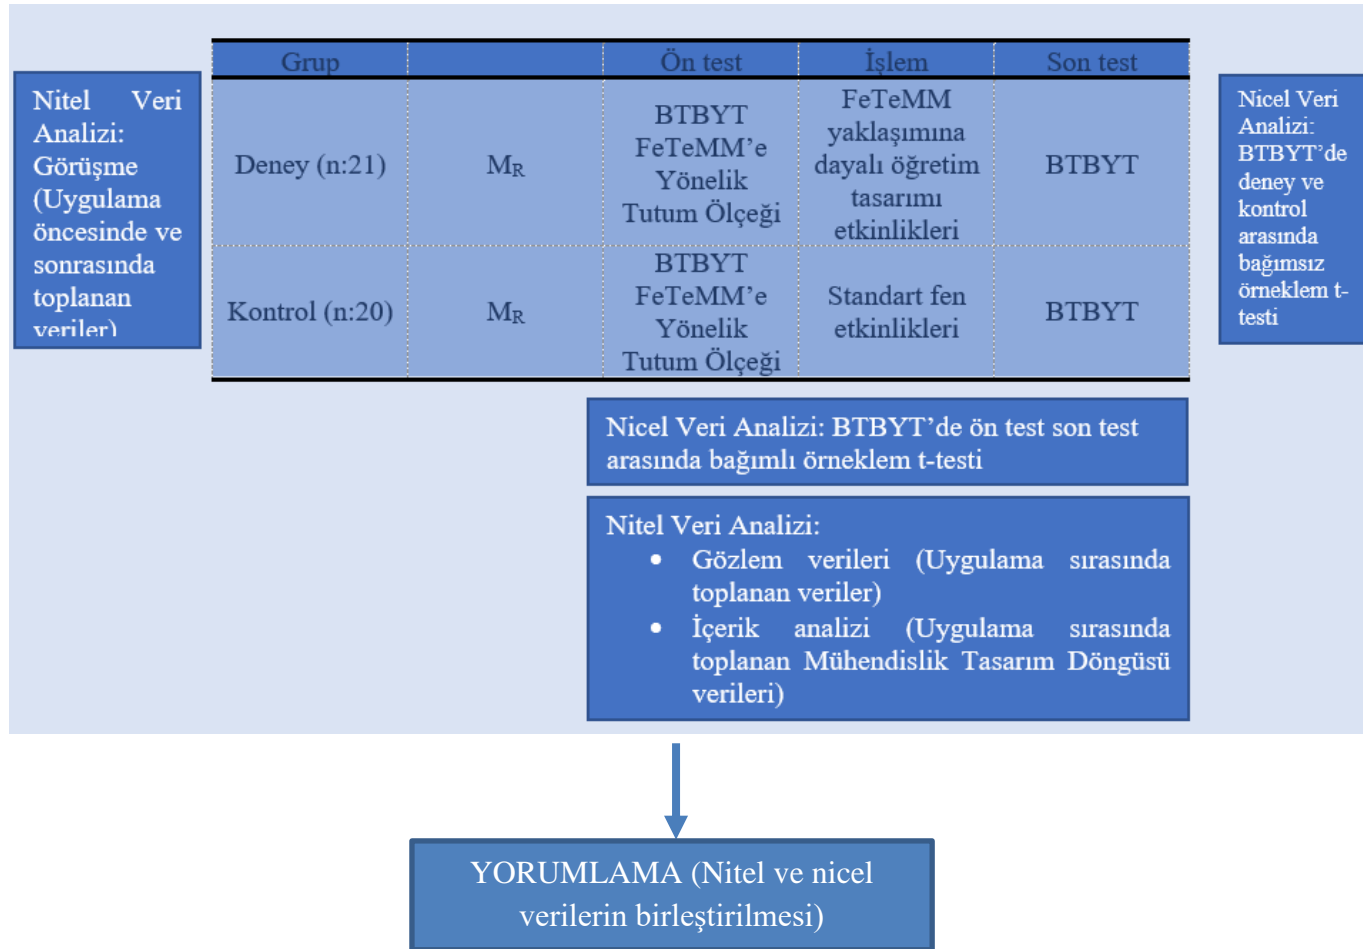 Nitel Veri
Analizi:
Görüşme
(Uygulama
öncesinde ve
sonrasında
toplanan
veriler)
Grup Ön test İşlem Son test
Deney (n:21)
MR
BTBYT
FeTeMM’e
Yönelik
Tutum Ölçeği
FeTeMM
yaklaşımına
dayalı öğretim
tasarımı
etkinlikleri
BTBYT
Kontrol (n:20)
MR
BTBYT
FeTeMM’e
Yönelik
Tutum Ölçeği
Standart fen
etkinlikleri
BTBYT
Nicel Veri
Analizi:
BTBYT’de
deney ve
kontrol
arasında
bağımsız
örneklem t-
testi
Nicel Veri Analizi: BTBYT’de ön test son test
arasında bağımlı örneklem t-testi
Nitel Veri Analizi:
• Gözlem verileri (Uygulama sırasında
toplanan veriler)
• İçerik analizi (Uygulama sırasında
toplanan Mühendislik Tasarım Döngüsü
verileri)
YORUMLAMA (Nitel ve nicel
verilerin birleştirilmesi)